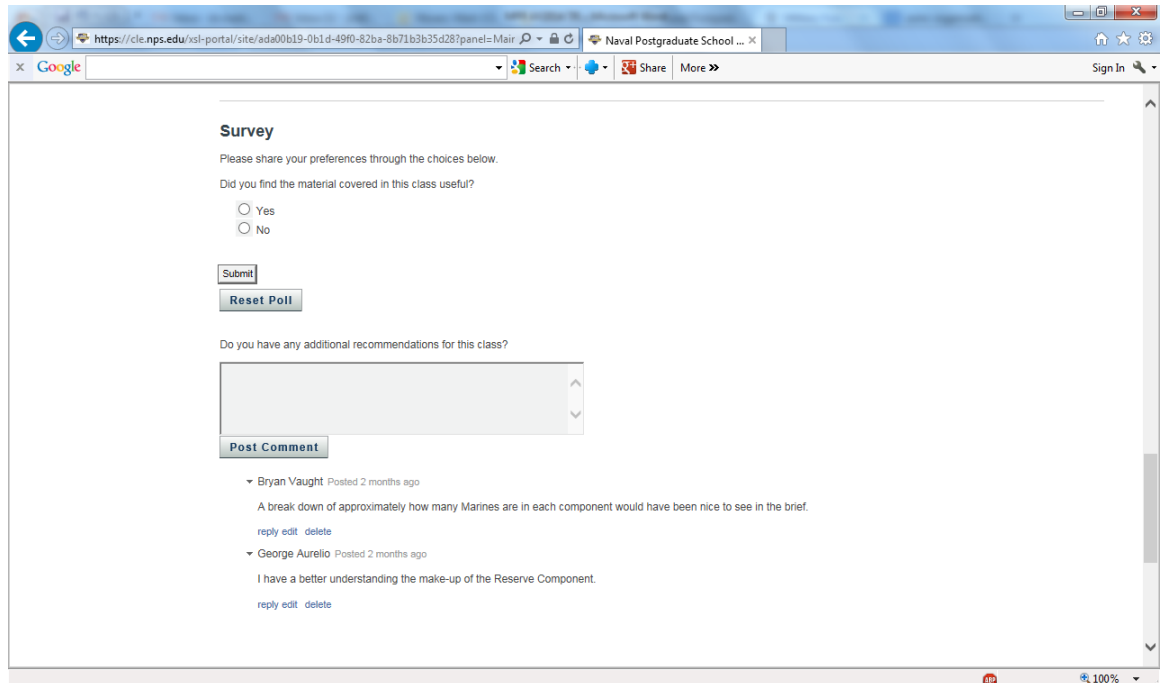 https://cle.nps.edu/xsl-portal/site/ada00b19-0b1d-49f0-82ba-8b71b3b35d28?panel=Mair
Naval Postgraduate School ...
x Google Search Share More » Sign In
Survey
Please share your preferences through the choices below.
Did you find the material covered in this class useful?
Yes
No
Submit
Reset Poll
Do you have any additional recommendations for this class?
Post Comment
Bryan Vaught Posted 2 months ago
A break down of approximately how many Marines are in each component would have been nice to see in the brief.
reply edit delete
George Aurelio Posted 2 months ago
I have a better understanding the make-up of the Reserve Component.
reply edit delete
ABP 100%